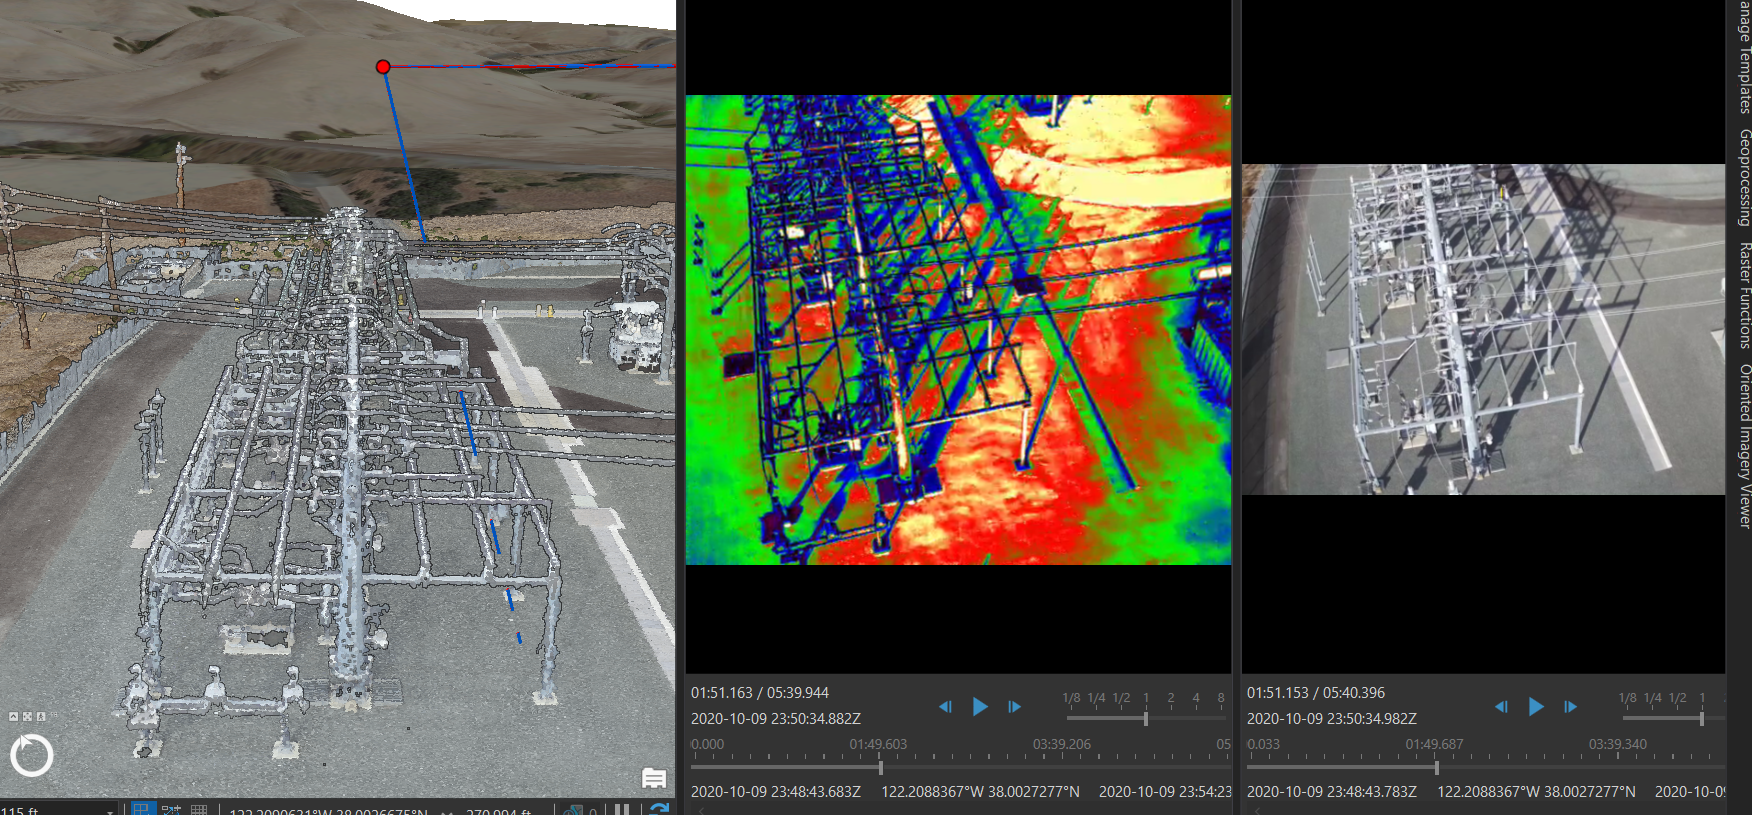 115 ft
122.2090631°W 38.0026675°N
270.994 ft
0
01:51.163 / 05:39.944
2020-10-09 23:50:34.882Z
1/8 1/4 1/2 1 2 4 8
0.000 01:49.603 03:39.206 05
2020-10-09 23:48:43.683Z 122.2088367°W 38.0027277°N 2020-10-09 23:54:23
01:51.153 / 05:40.396
2020-10-09 23:50:34.982Z
1/8 1/4 1/2 1
0.033 01:49.687 03:39.340
2020-10-09 23:48:43.783Z 122.2088367°W 38.0027277°N 2020-10-0
anage Templates
Geoprocessing
Raster Functions
Oriented Imagery Viewer